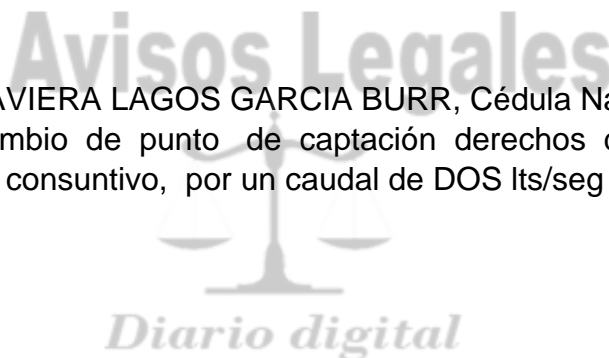 Avisos Legales
AVIERA LAGOS GARCIA BURR, Cédula Na
mbio de punto de captación derechos
consuntivo, por un caudal de DOS lts/seg
Diario digital